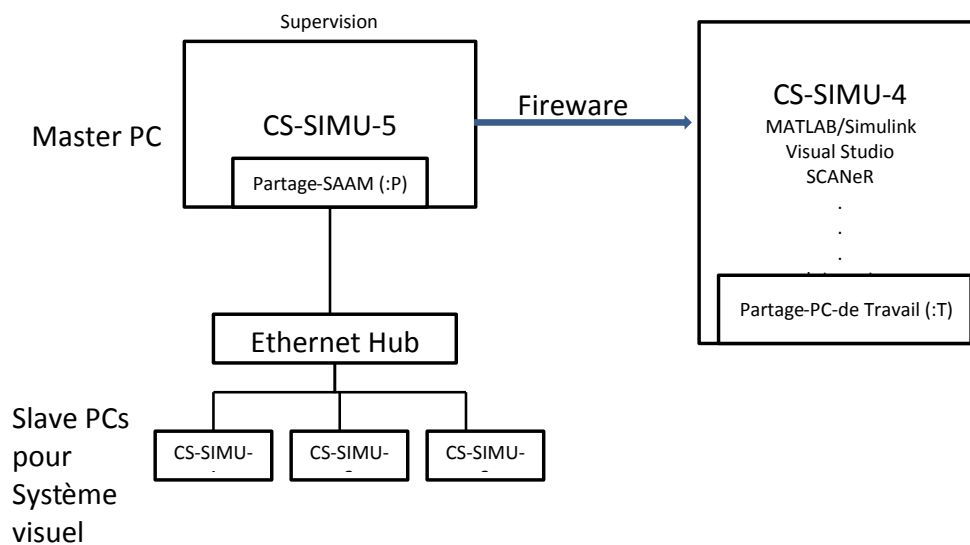 Supervision
Master PC
CS-SIMU-5
Partage-SAAM (:P)
Fireware
CS-SIMU-4
MATLAB/Simulink
Visual Studio
SCANeR
.
.
.
Partage-PC-de Travail (:T)
Ethernet Hub
Slave PCs
pour
Système
visuel
CS-SIMU-
CS-SIMU-
CS-SIMU-